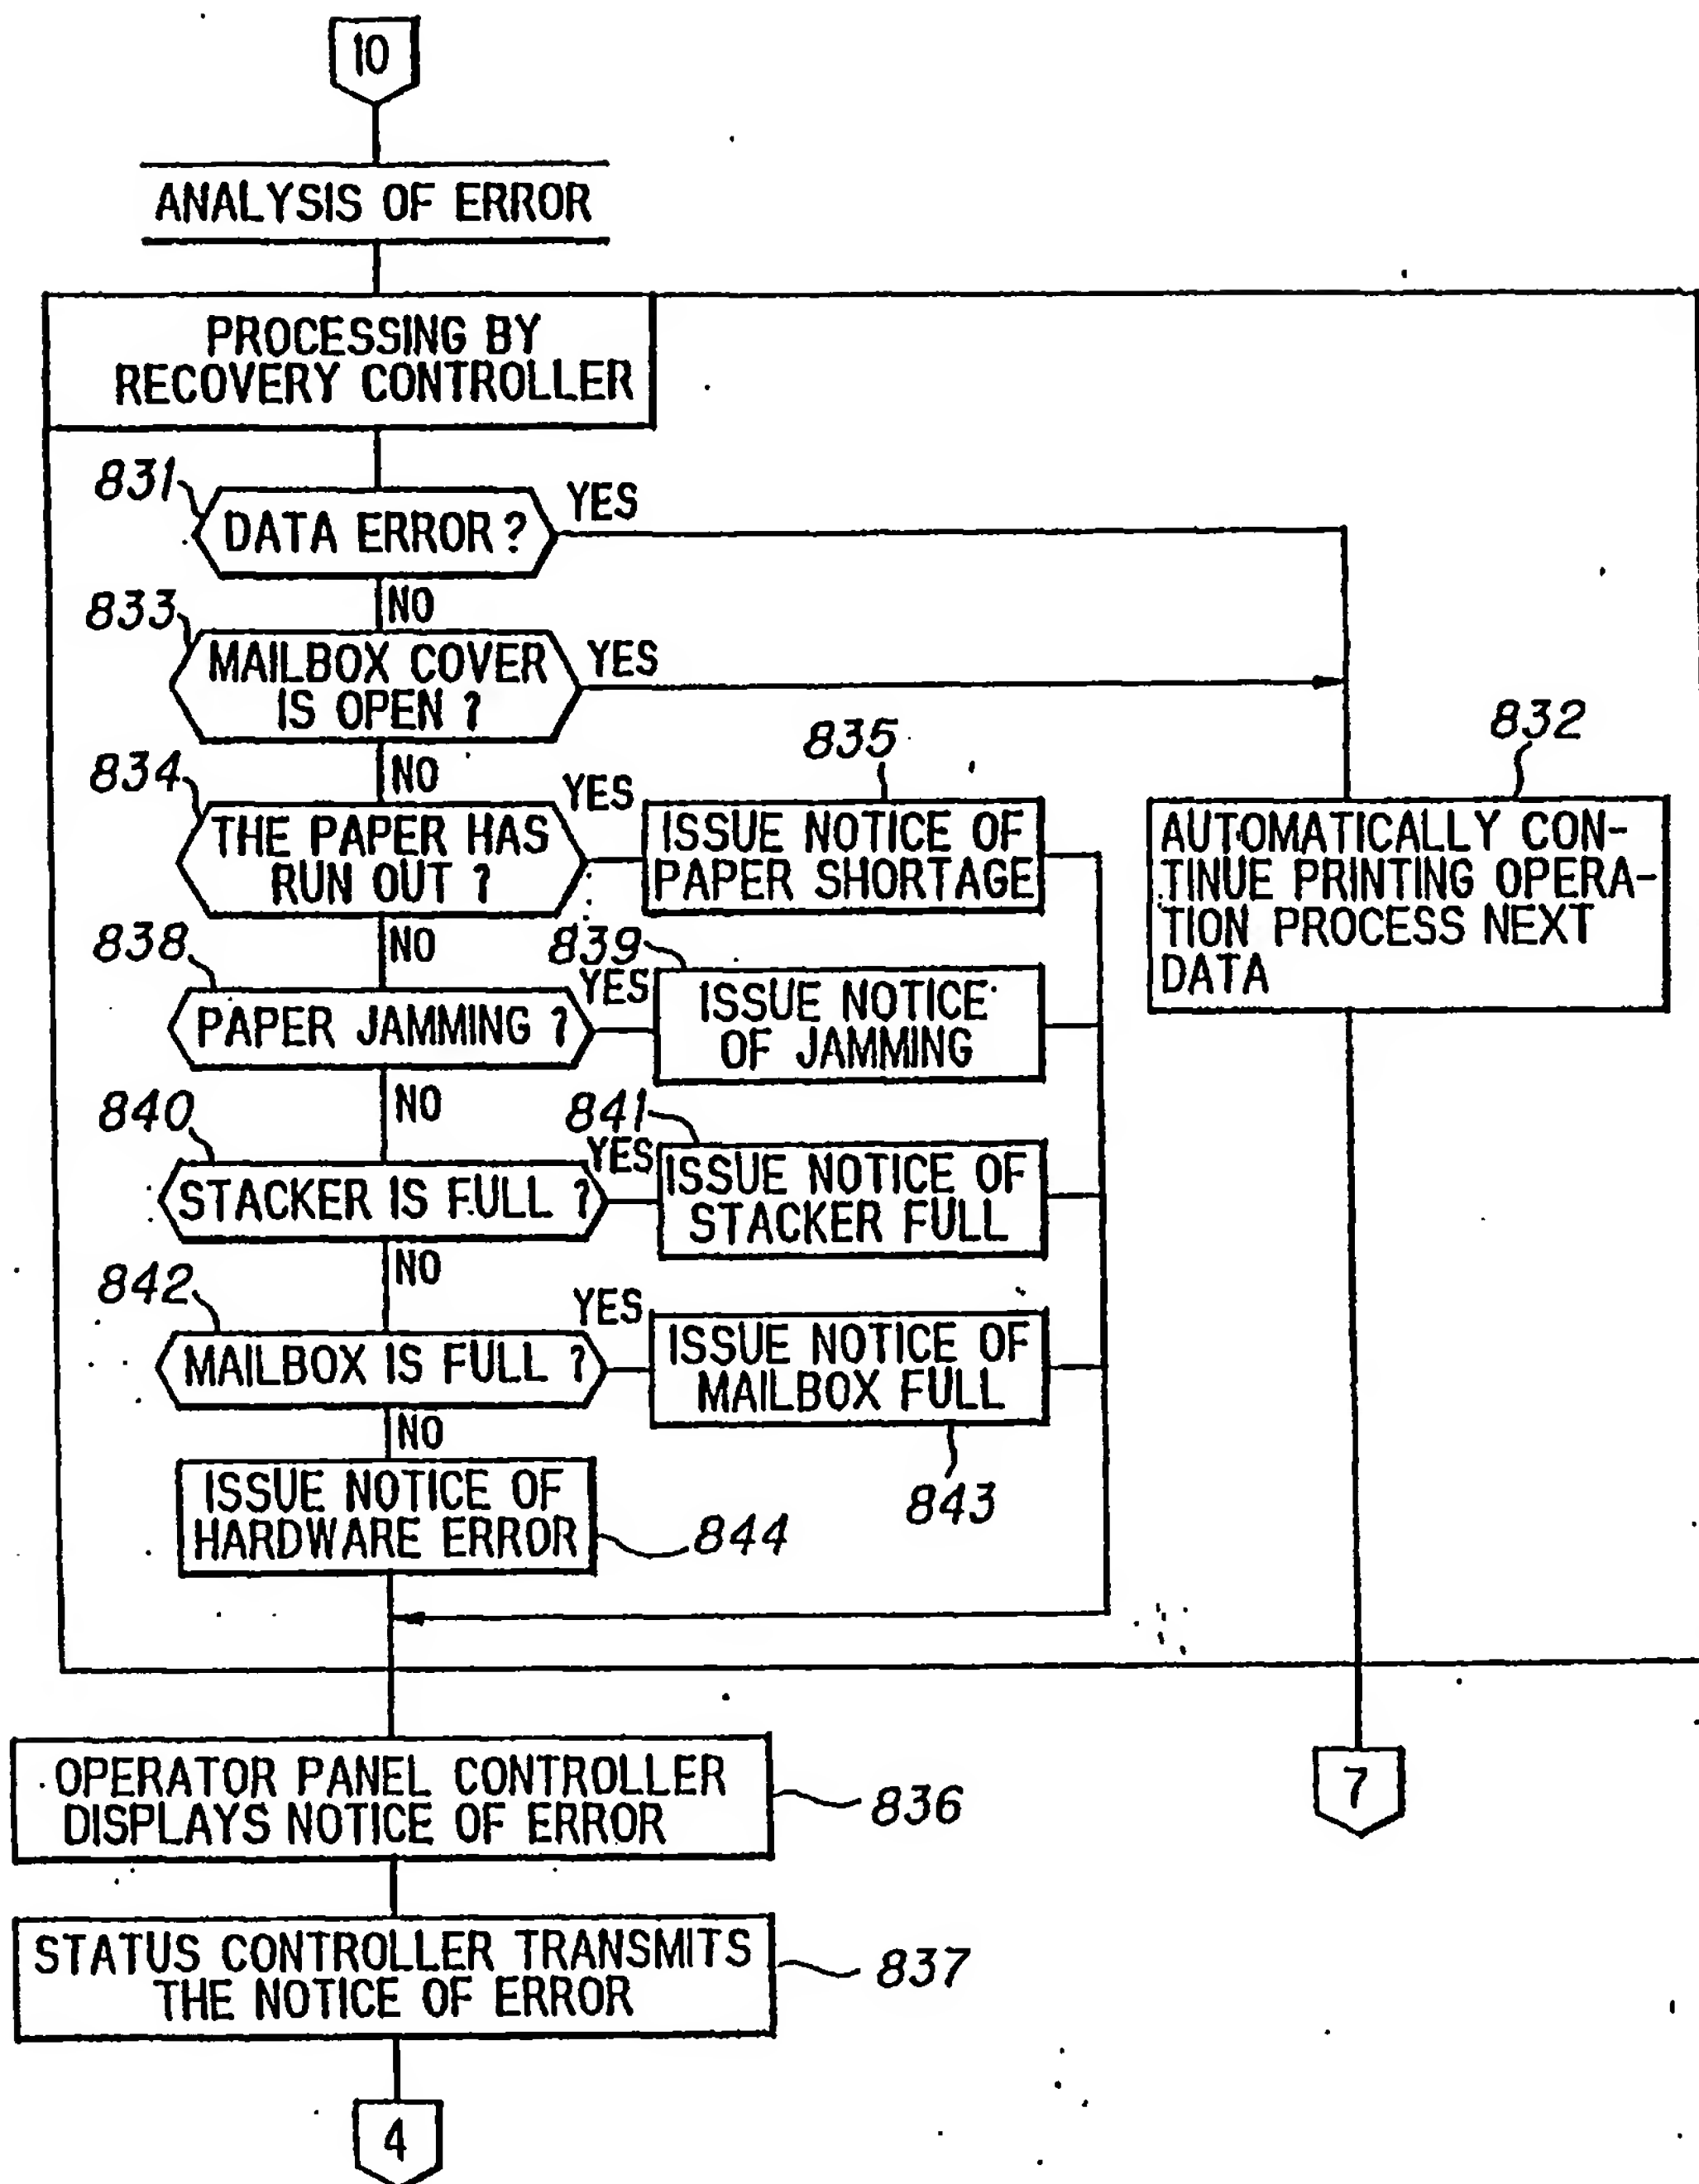 10
ANALYSIS OF ERROR
PROCESSING BY
RECOVERY CONTROLLER
831
DATA ERROR ?
YES
NO
833
MAILBOX COVER
IS OPEN ?
YES
NO
834
THE PAPER HAS
RUN OUT ?
YES
835
ISSUE NOTICE OF
PAPER SHORTAGE
832
AUTOMATICALLY CON-
TINUE PRINTING OPERA-
TION PROCESS NEXT
DATA
NO
838
PAPER JAMMING ?
YES
839
ISSUE NOTICE
OF JAMMING
NO
840
STACKER IS FULL ?
YES
841
ISSUE NOTICE OF
STACKER FULL
NO
842
MAILBOX IS FULL ?
YES
ISSUE NOTICE OF
MAILBOX FULL
843
NO
ISSUE NOTICE OF
HARDWARE ERROR
844
OPERATOR PANEL CONTROLLER
DISPLAYS NOTICE OF ERROR
836
7
STATUS CONTROLLER TRANSMITS
THE NOTICE OF ERROR
837
4